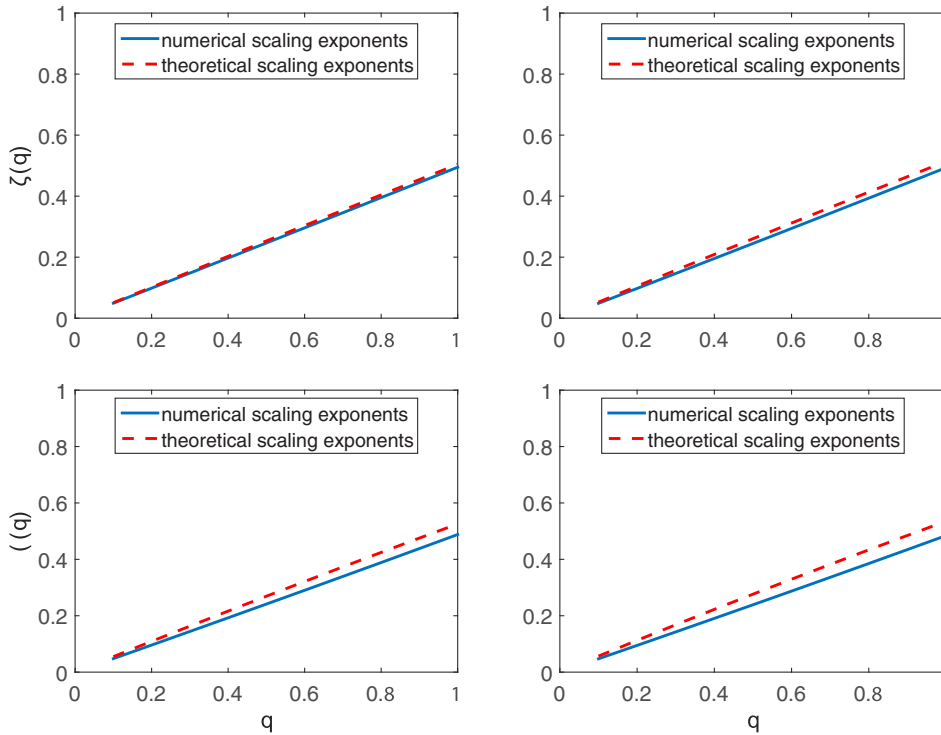 1
numerical scaling exponents
theoretical scaling exponents
0.8
0.6
ζ(q)
0.4
0.2
0
0 0.2 0.4 0.6 0.8 1
1
numerical scaling exponents
theoretical scaling exponents
0.8
0.6
0.4
0.2
0
0 0.2 0.4 0.6 0.8
1
numerical scaling exponents
theoretical scaling exponents
0.8
0.6
((q)
0.4
0.2
0
0 0.2 0.4 0.6 0.8 1
q
1
numerical scaling exponents
theoretical scaling exponents
0.8
0.6
0.4
0.2
0
0 0.2 0.4 0.6 0.8
q